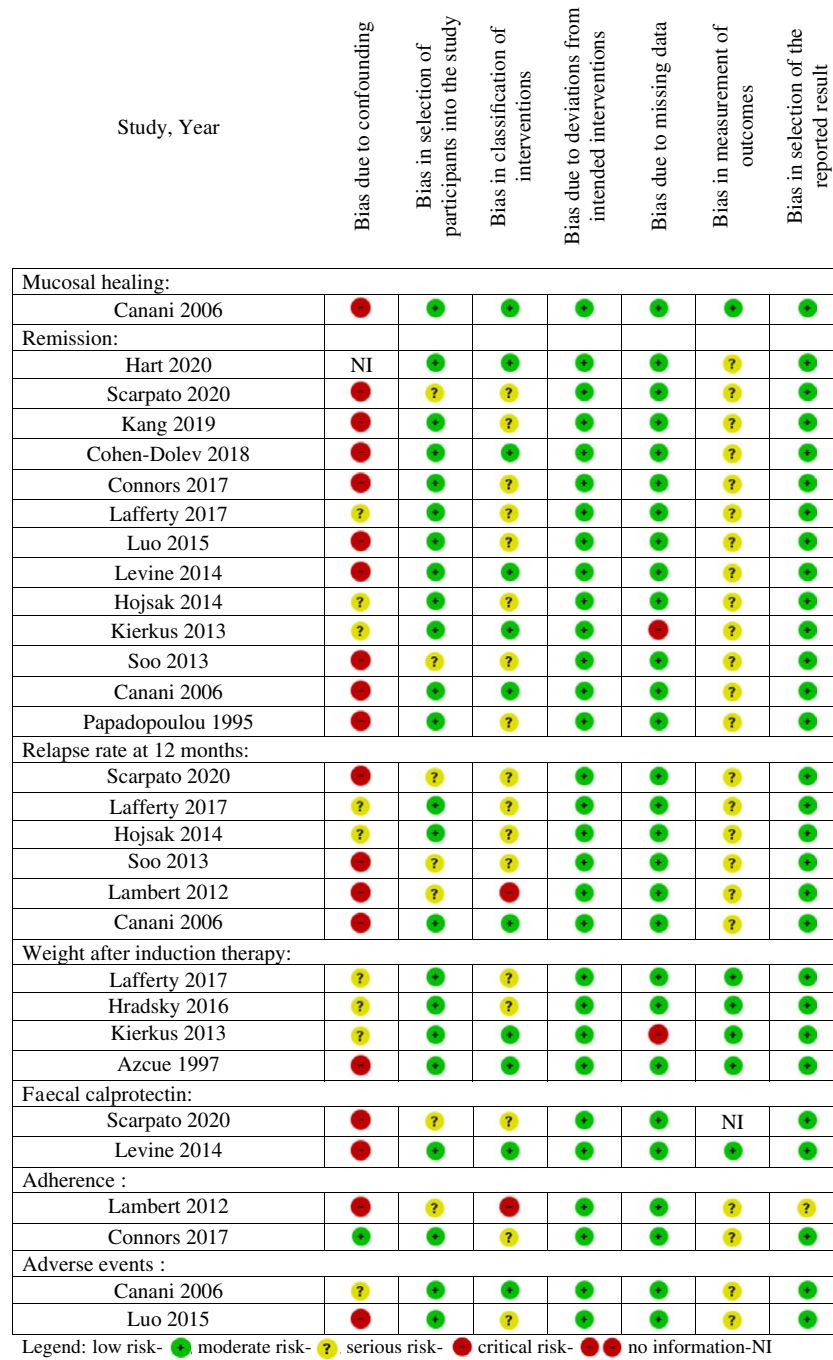 Study, Year
Bias due to confounding
Bias in selection of
participants into the study
Bias in classification of
interventions
Bias due to deviations from
intended interventions
Bias due to missing data
Bias in measurement of
outcomes
Bias in selection of the
reported result
Mucosal healing:
Canani 2006 - + + + + + +
Remission:
Hart 2020 NI + + + + ? +
Scarpato 2020 - ? ? + + ? +
Kang 2019 - + ? + + ? +
Cohen-Dolev 2018 - + + + + ? +
Connors 2017 - + ? + + ? +
Lafferty 2017 ? + ? + + ? +
Luo 2015 - + ? + + ? +
Levine 2014 - + + + + ? +
Hojsak 2014 ? + ? + + ? +
Kierkus 2013 ? + + + - ? +
Soo 2013 - ? ? + + ? +
Canani 2006 - + + + + ? +
Papadopoulou 1995 - + ? + + ? +
Relapse rate at 12 months:
Scarpato 2020 - ? ? + + ? +
Lafferty 2017 ? + ? + + ? +
Hojsak 2014 ? + ? + + ? +
Soo 2013 - ? ? + + ? +
Lambert 2012 - ? - + + ? +
Canani 2006 - + + + + ? +
Weight after induction therapy:
Lafferty 2017 ? + ? + + + +
Hradsky 2016 ? + ? + + + +
Kierkus 2013 ? + + + - + +
Azcue 1997 - + + + + + +
Faecal calprotectin:
Scarpato 2020 - ? ? + + NI +
Levine 2014 - + + + + + +
Adherence :
Lambert 2012 - ? - + + ? ?
Connors 2017 + + ? + + ? +
Adverse events :
Canani 2006 ? + + + + ? +
Luo 2015 - + ? + + ? +
Legend: low risk- + moderate risk- ? serious risk- - critical risk- - - no information-NI